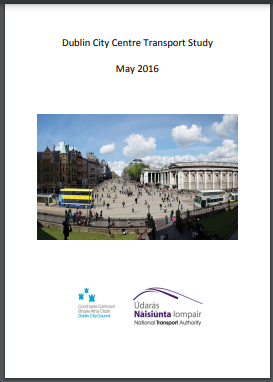 Dublin City Centre Transport Study
May 2016
Comhairle Cathrach
Bhaile Átha Cliath
Dublin City Council
Údarás
Náisiúnta Iompair
National Transport Authority